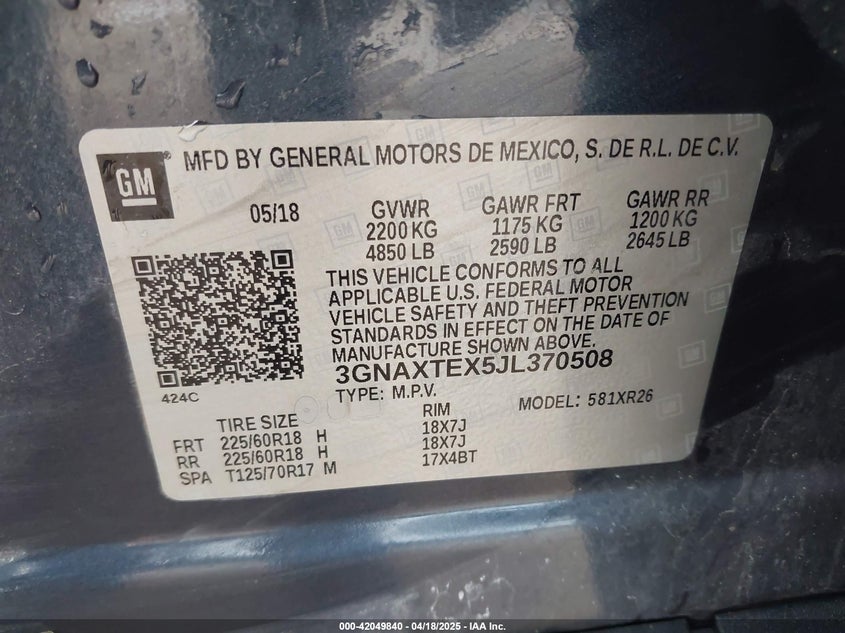 GM
MFD BY GENERAL MOTORS DE MEXICO, S. DE R.L. DE C.V.
05/18 GVWR GAWR FRT GAWR RR
2200 KG 1175 KG 1200 KG
4850 LB 2590 LB 2645 LB
THIS VEHICLE CONFORMS TO ALL
APPLICABLE U.S. FEDERAL MOTOR
VEHICLE SAFETY AND THEFT PREVENTION
STANDARDS IN EFFECT ON THE DATE OF
MANUFACTURE SHOWN ABOVE.
3GNAXTEX5JL370508
424C
TYPE: M.P.V. MODEL: 581XR26
TIRE SIZE RIM
FRT 225/60R18 H 18X7J
RR 225/60R18 H 18X7J
SPA T125/70R17 M 17X4BT
000-42049840 - 04/18/2025 - IAA Inc.